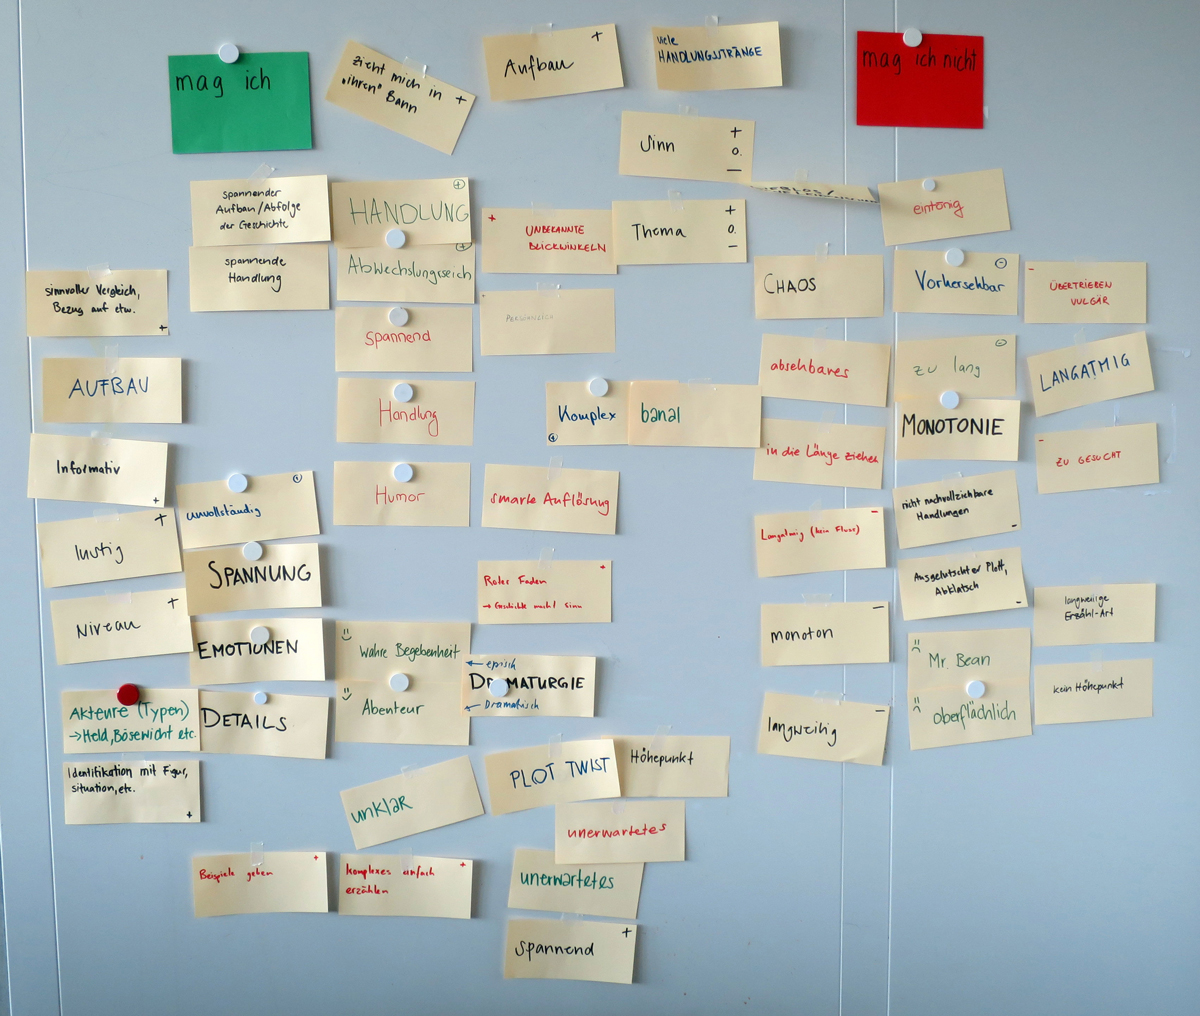 mag ich
zieht mich in +
"ihren" Bann
Aufbau +
viele
HANDLUNGSSTRÄNGE
mag ich nicht
Sinn
+
o.
–
spannender
Aufbau/Abfolge
der Geschichte
HANDLUNG +
+ UNBEKANNTE
BLICKWINKELN
Thema
+
o.
–
eintönig
spannende
Handlung
Abwechslungsreich +
sinnvoller Vergleich,
Bezug auf etw.
+
CHAOS
Vorhersehbar –
– ÜBERTRIEBEN
VULGÄR
spannend
absehbares
zu lang –
LANGATMIG
AUFBAU
Handlung
Komplex
banal
MONOTONIE
in die Länge ziehen
– ZU GESUCHT
Informativ
+
unvollständig
Humor
smarte Auflösung
nicht nachvollziehbare
Handlungen
–
Langatmig (kein Fluss) –
lustig +
SPANNUNG
Roter Faden +
→ Geschichte macht Sinn
Ausgelutschter Plott,
Abklatsch
–
langweilige
Erzähl-Art
Niveau +
EMOTIONEN
Wahre Begebenheit
← episch
DRAMATURGIE
← Dramatisch
monoton –
Mr. Bean
kein Höhepunkt
Akteure (Typen)
→ Held, Bösewicht etc.
DETAILS
Abenteuer
langweilig –
oberflächlich
Identifikation mit Figur,
situation, etc.
+
unklar
PLOT TWIST
Höhepunkt
unerwartetes
Beispiele geben +
komplexes einfach +
erzählen
unerwartetes
spannend +